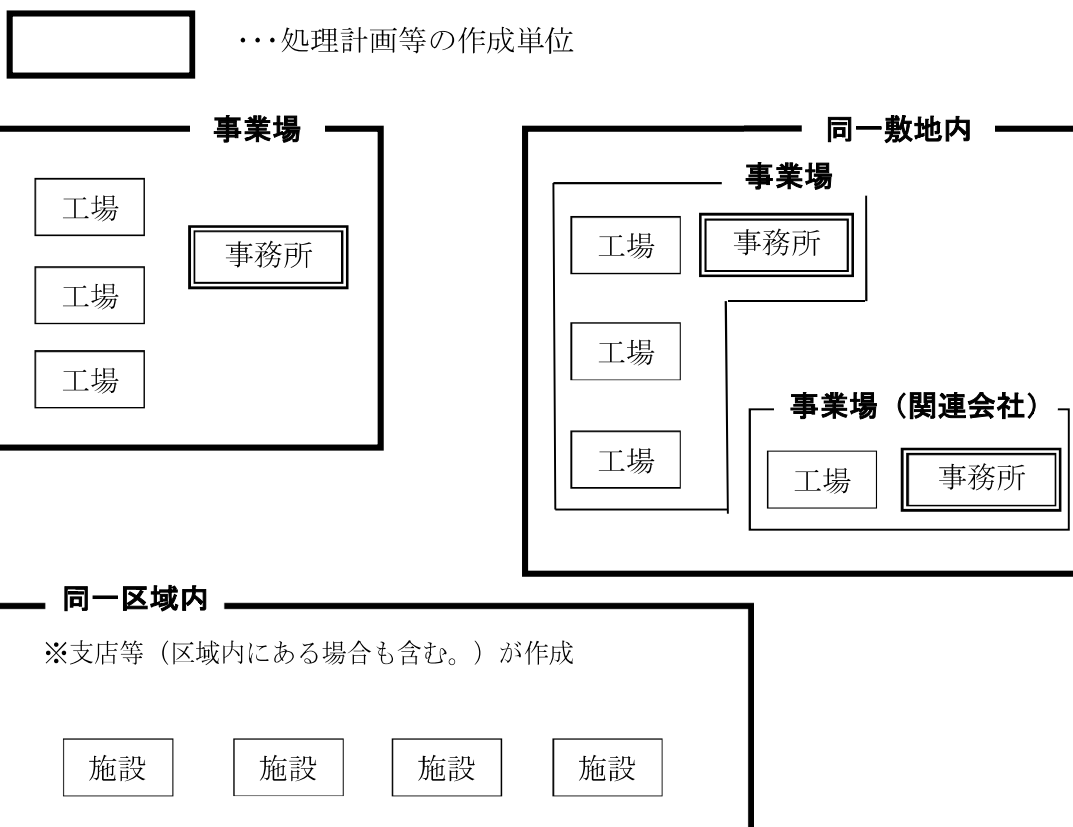 ・・・処理計画等の作成単位
事業場
工場
事務所
工場
工場
同一敷地内
事業場
工場
事務所
工場
工場
事業場（関連会社）
工場
事務所
同一区域内
※支店等（区域内にある場合も含む。）が作成
施設
施設
施設
施設